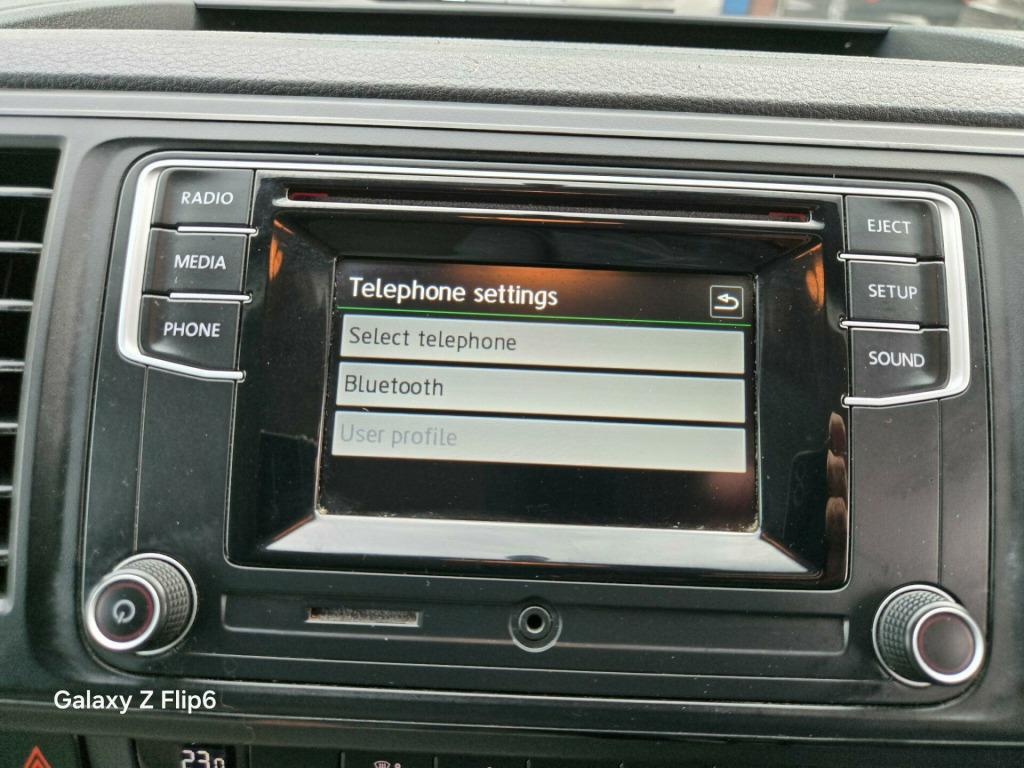 RADIO
MEDIA
PHONE
EJECT
SETUP
SOUND
Telephone settings
Select telephone
Bluetooth
User profile
Galaxy Z Flip6